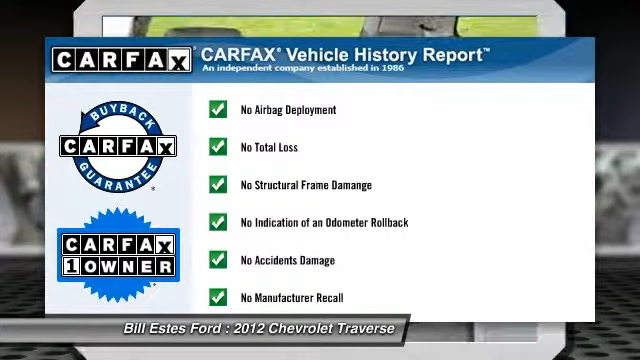 CARFAX
CARFAX® Vehicle History Report™
An independent company established in 1986
BUYBACK
CARFAX
GUARANTEE
CARFAX
1 OWNER
No Airbag Deployment
No Total Loss
No Structural Frame Damange
No Indication of an Odometer Rollback
No Accidents Damage
No Manufacturer Recall
Bill Estes Ford : 2012 Chevrolet Traverse